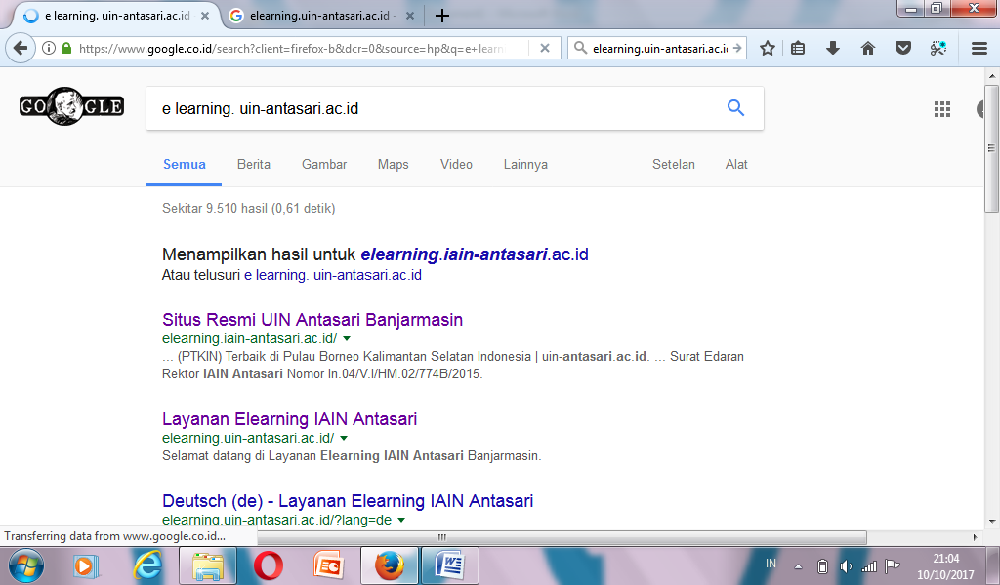 e learning. uin-antasari.ac.id
elearning.uin-antasari.ac.id -
https://www.google.co.id/search?client=firefox-b&dcr=0&source=hp&q=e+learn
elearning.uin-antasari.ac.i
GOOGLE
e learning. uin-antasari.ac.id
Semua Berita Gambar Maps Video Lainnya Setelan Alat
Sekitar 9.510 hasil (0,61 detik)
Menampilkan hasil untuk elearning.iain-antasari.ac.id
Atau telusuri e learning. uin-antasari.ac.id
Situs Resmi UIN Antasari Banjarmasin
elearning.iain-antasari.ac.id/
... (PTKIN) Terbaik di Pulau Borneo Kalimantan Selatan Indonesia | uin-antasari.ac.id. ... Surat Edaran
Rektor IAIN Antasari Nomor In.04/V.I/HM.02/774B/2015.
Layanan Elearning IAIN Antasari
elearning.uin-antasari.ac.id/
Selamat datang di Layanan Elearning IAIN Antasari Banjarmasin.
Deutsch (de) - Layanan Elearning IAIN Antasari
elearning.uin-antasari.ac.id/?lang=de
Transferring data from www.google.co.id...
IN
21:04
10/10/2017